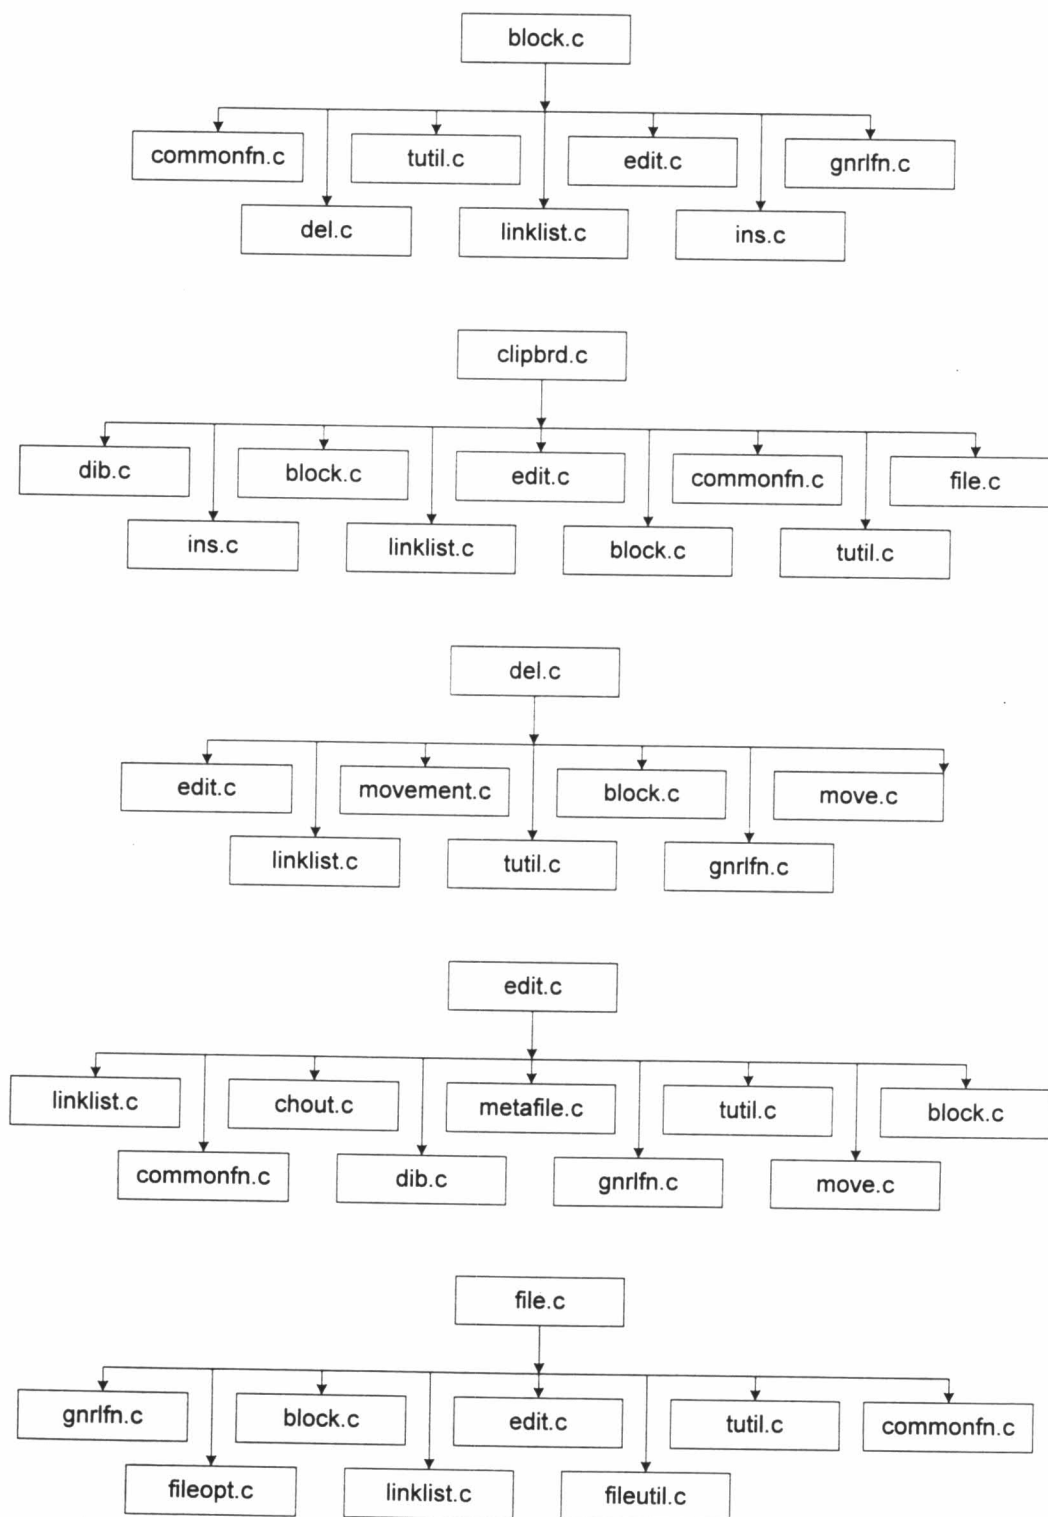 block.c
commonfn.c tutil.c edit.c gnrlfn.c
del.c linklist.c ins.c
clipbrd.c
dib.c block.c edit.c commonfn.c file.c
ins.c linklist.c block.c tutil.c
del.c
edit.c movement.c block.c move.c
linklist.c tutil.c gnrlfn.c
edit.c
linklist.c chout.c metafile.c tutil.c block.c
commonfn.c dib.c gnrlfn.c move.c
file.c
gnrlfn.c block.c edit.c tutil.c commonfn.c
fileopt.c linklist.c fileutil.c